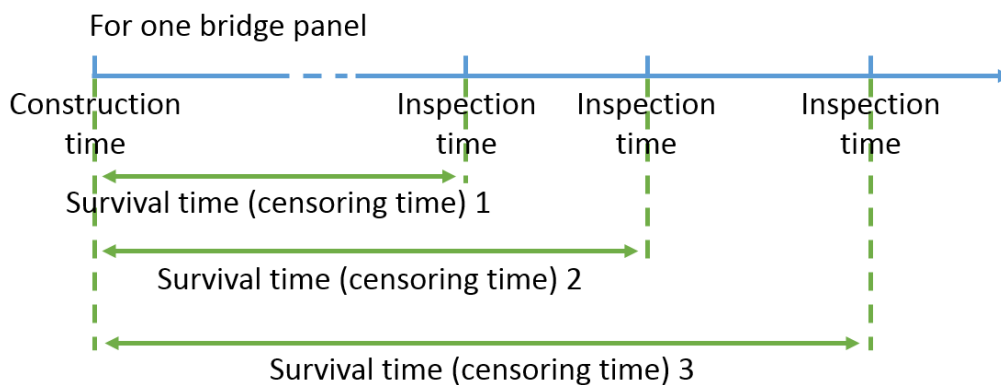 For one bridge panel
Construction
time
Inspection
time
Inspection
time
Inspection
time
Survival time (censoring time) 1
Survival time (censoring time) 2
Survival time (censoring time) 3